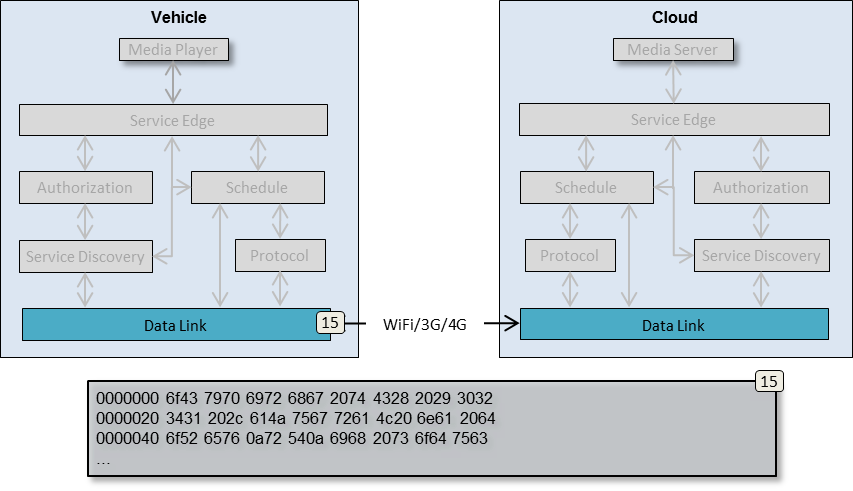 Vehicle
Media Player
Service Edge
Authorization
Schedule
Service Discovery
Protocol
Data Link
15
WiFi/3G/4G
Cloud
Media Server
Service Edge
Schedule
Authorization
Protocol
Service Discovery
Data Link
15
0000000 6f43 7970 6972 6867 2074 4328 2029 3032
0000020 3431 202c 614a 7567 7261 4c20 6e61 2064
0000040 6f52 6576 0a72 540a 6968 2073 6f64 7563
...